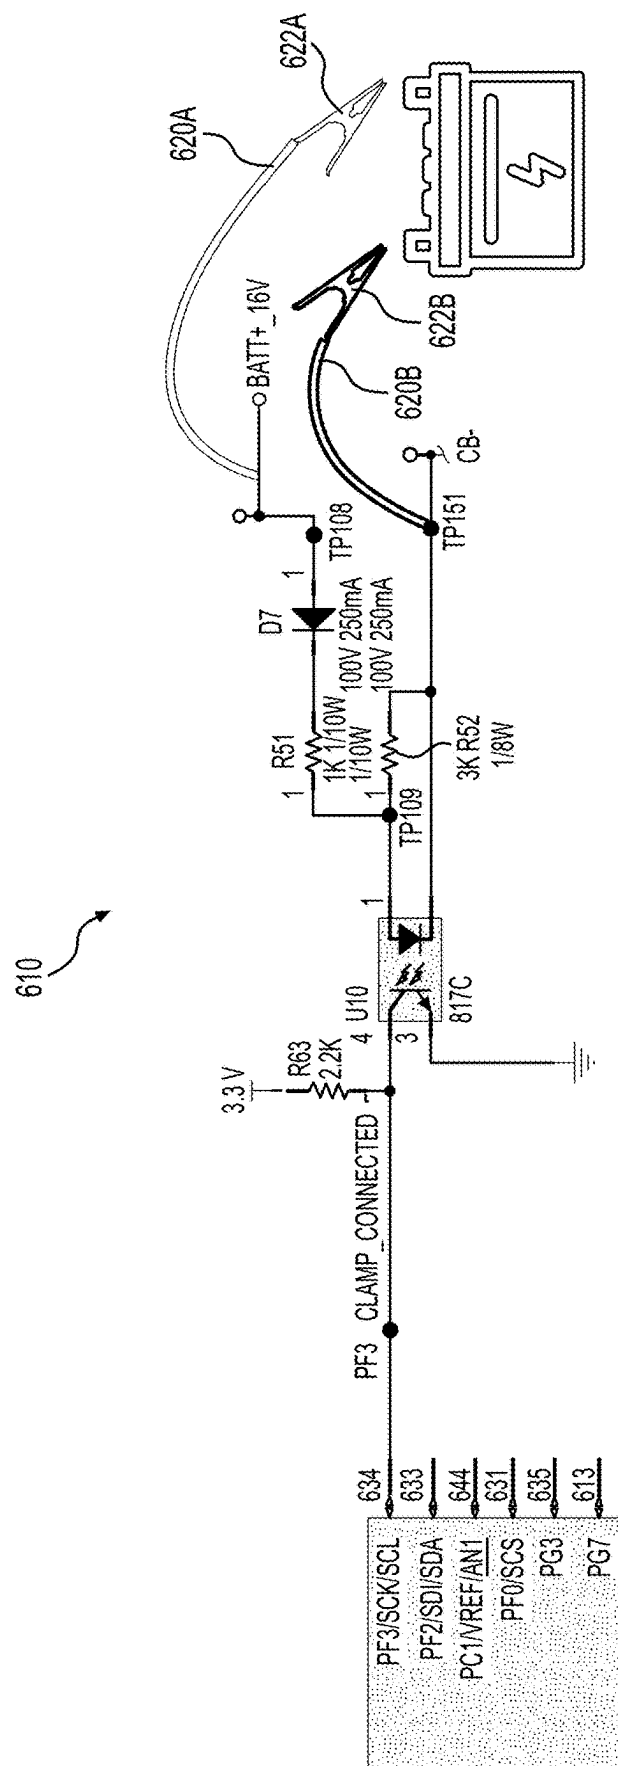 610
3.3 V
R63
2.2K
PF3
CLAMP_CONNECTED
4
3
U10
817C
1
TP109
1
1
R51
1K 1/10W
1/10W
3K R52
1/8W
D7
100V 250mA
100V 250mA
1
TP108
BATT+_16V
TP151
CB-
620A
622A
620B
622B
634
633
644
631
635
613
PF3/SCK/SCL
PF2/SDI/SDA
PC1/VREF/AN1
PF0/SCS
PG3
PG7